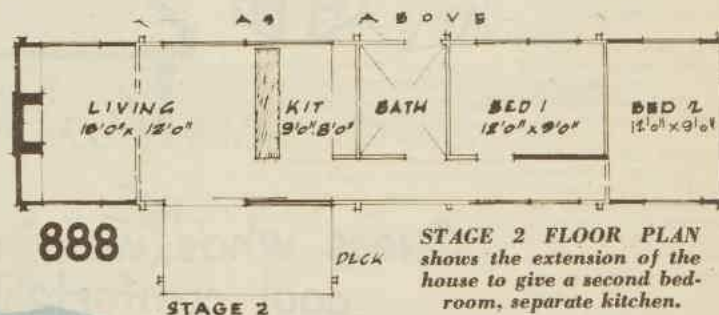 AS ABOVE
LIVING KIT BATH BED 1 BED 2
18'0" x 12'0" 9'0" 8'0" 12'0" x 9'0" 12'0" x 9'0"
888
DECK
STAGE 2
STAGE 2 FLOOR PLAN
shows the extension of the
house to give a second bed-
room, separate kitchen.